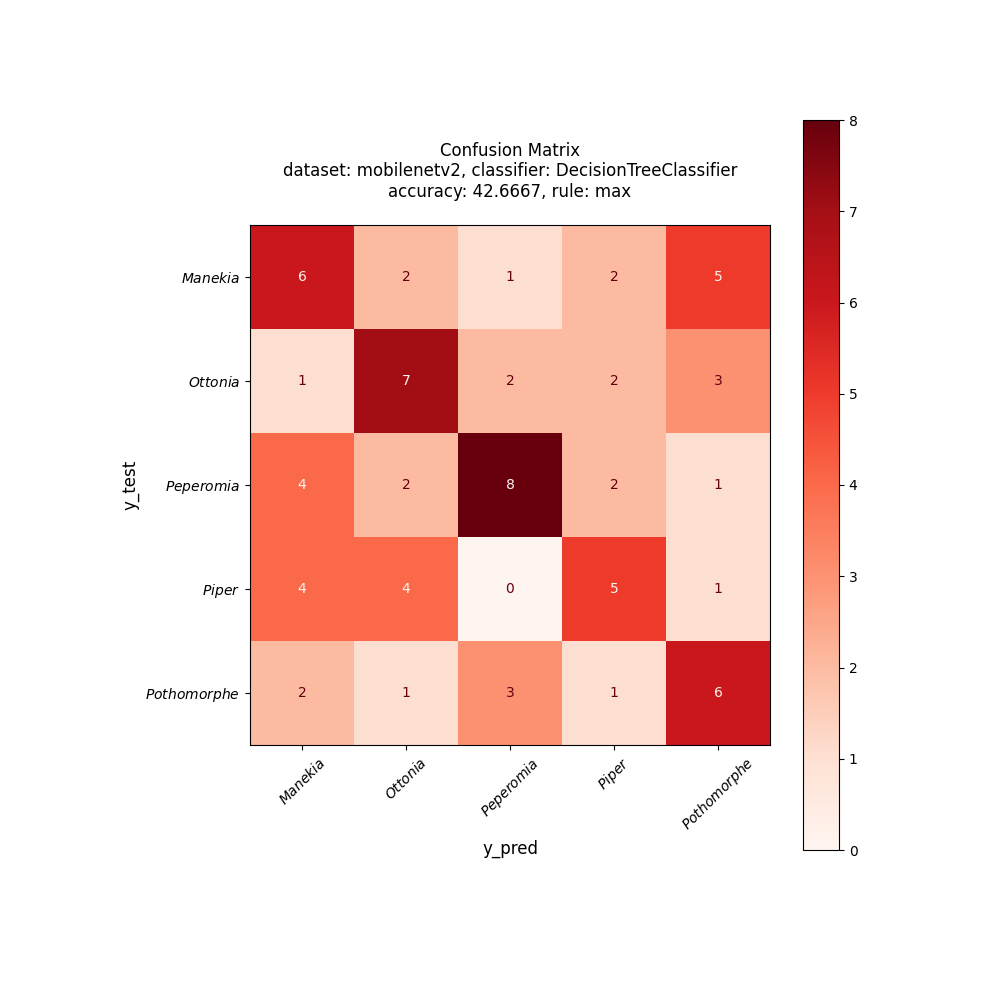 Confusion Matrix
dataset: mobilenetv2, classifier: DecisionTreeClassifier
accuracy: 42.6667, rule: max
y_test
Manekia 6 2 1 2 5
Ottonia 1 7 2 2 3
Peperomia 4 2 8 2 1
Piper 4 4 0 5 1
Pothomorphe 2 1 3 1 6
Manekia Ottonia Peperomia Piper Pothomorphe
y_pred
8
7
6
5
4
3
2
1
0